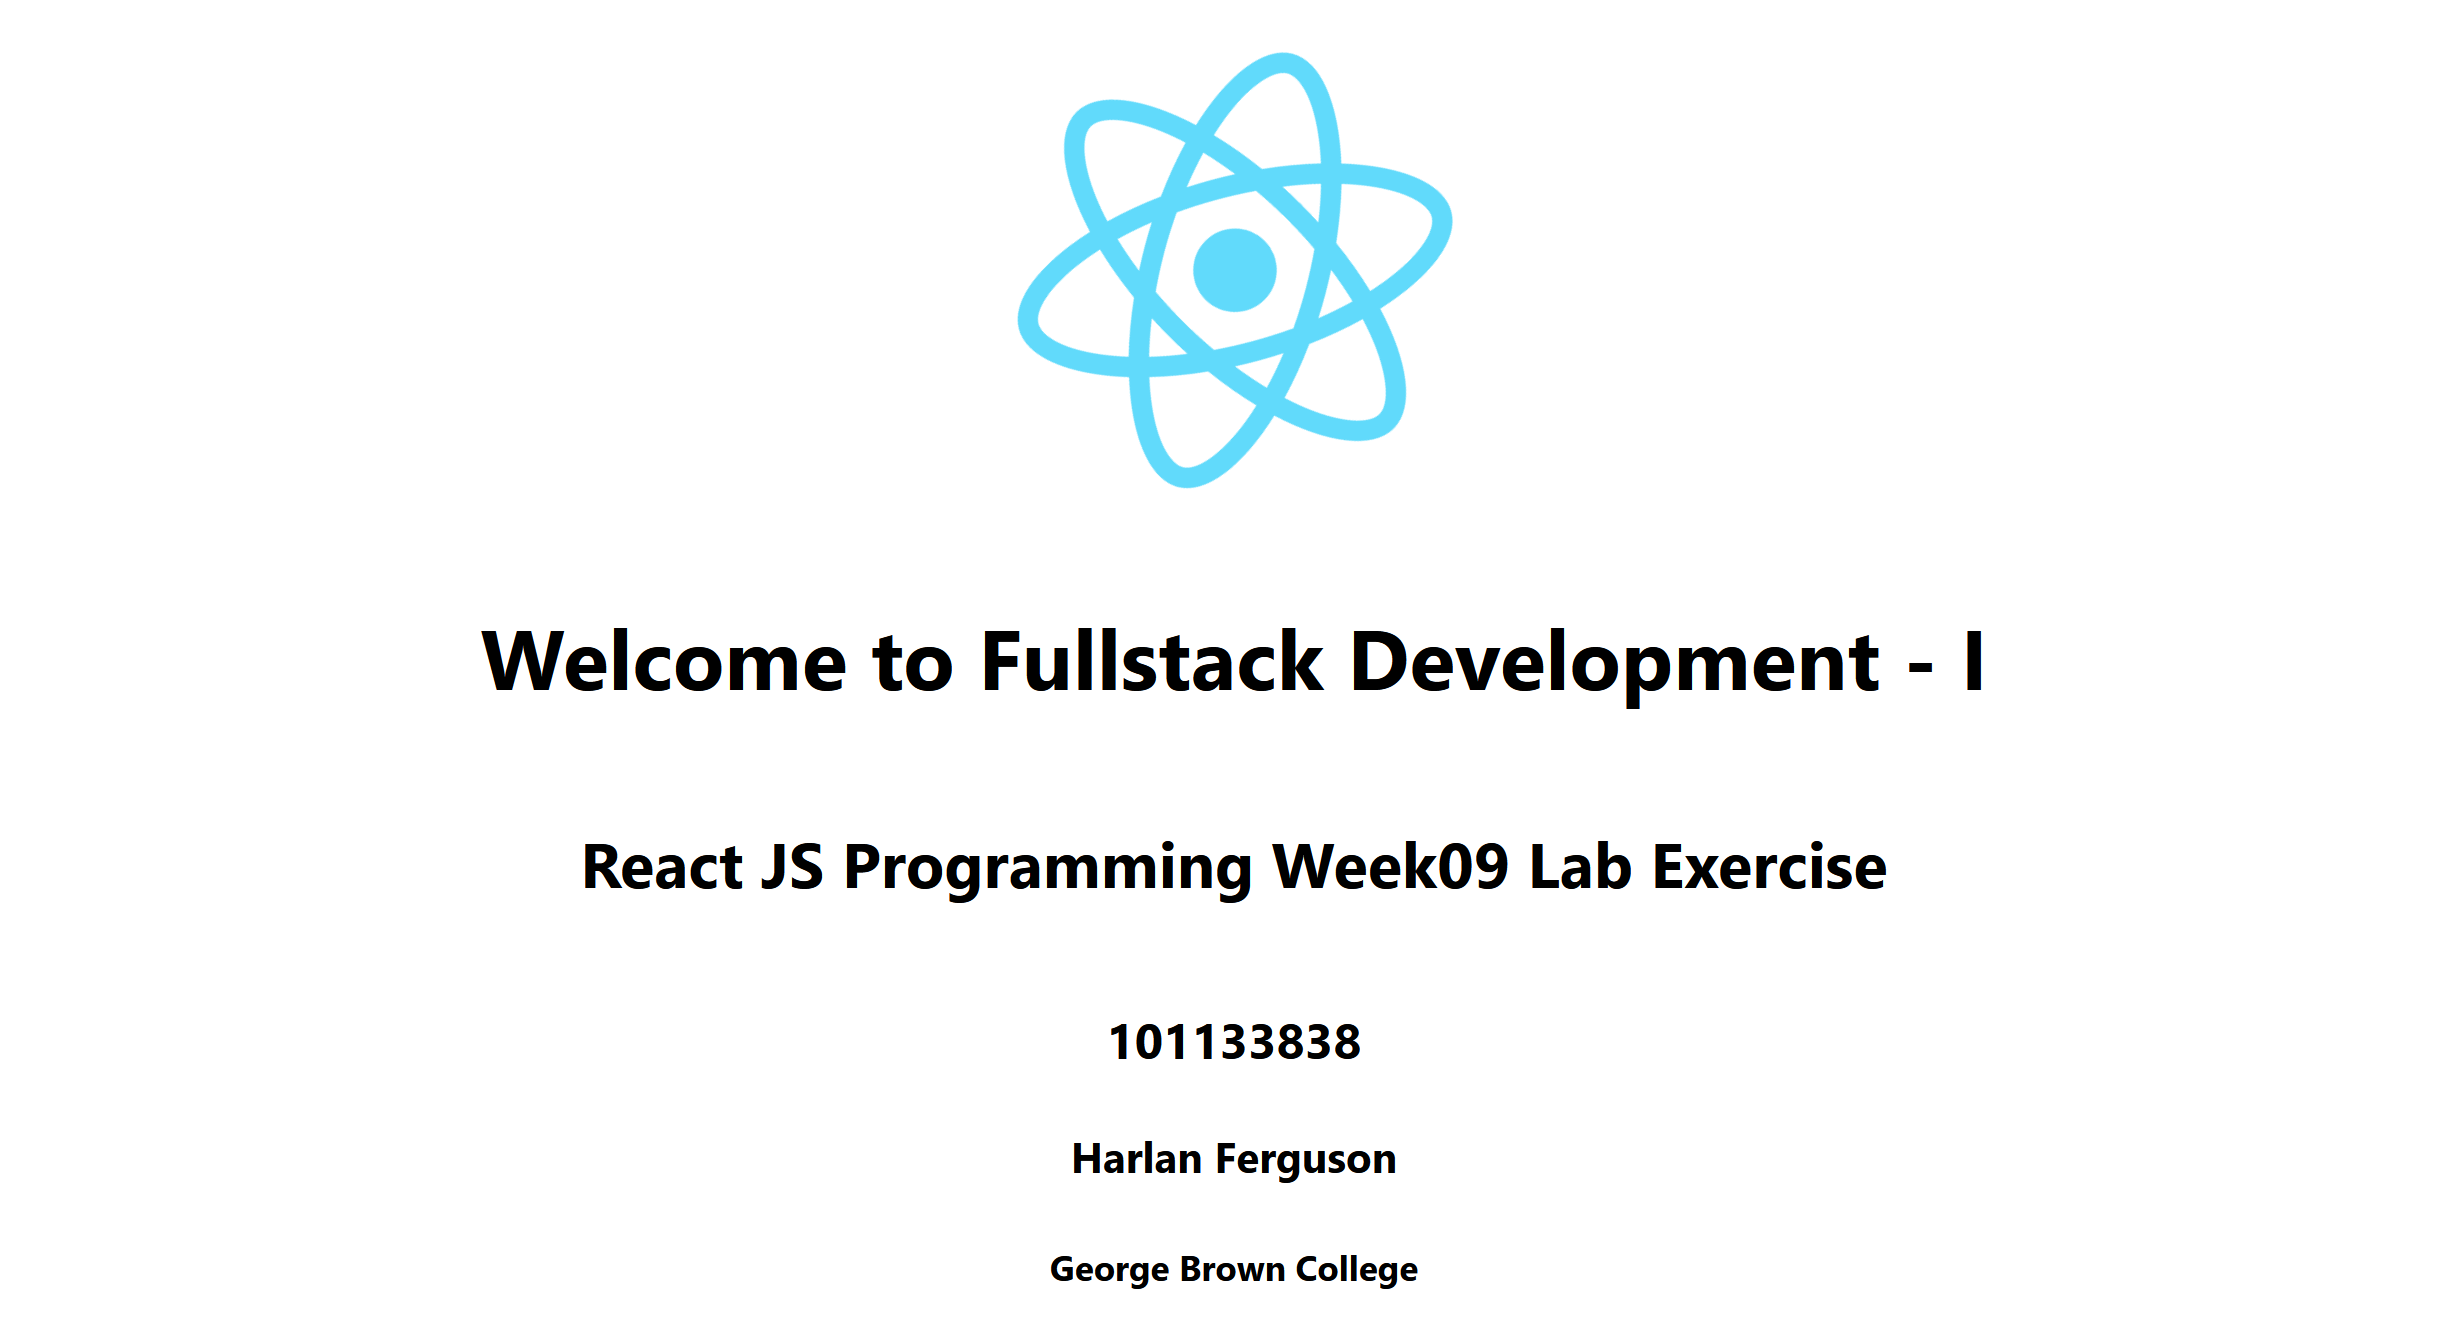 Welcome to Fullstack Development - I
React JS Programming Week09 Lab Exercise
101133838
Harlan Ferguson
George Brown College